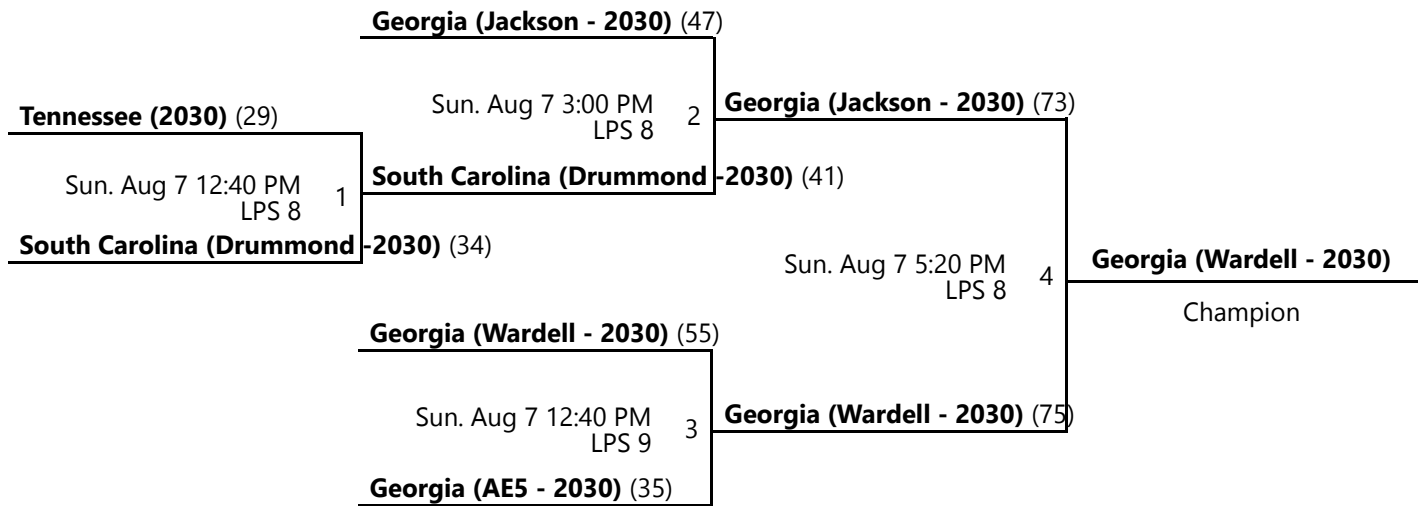 Georgia (Jackson - 2030) (47)
Sun. Aug 7 3:00 PM
LPS 8
2
Georgia (Jackson - 2030) (73)
Tennessee (2030) (29)
Sun. Aug 7 12:40 PM
LPS 8
1
South Carolina (Drummond -2030) (41)
South Carolina (Drummond -2030) (34)
Sun. Aug 7 5:20 PM
LPS 8
4
Georgia (Wardell - 2030)
Champion
Georgia (Wardell - 2030) (55)
Sun. Aug 7 12:40 PM
LPS 9
3
Georgia (Wardell - 2030) (75)
Georgia (AE5 - 2030) (35)